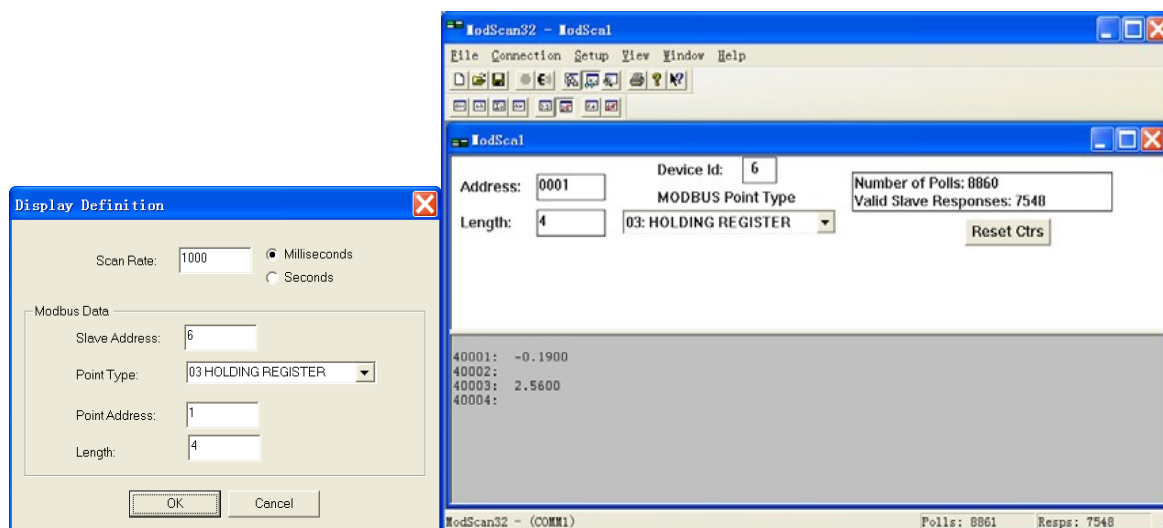 Display Definition
Scan Rate: 1000
Milliseconds
Seconds
Modbus Data
Slave Address: 6
Point Type: 03 HOLDING REGISTER
Point Address: 1
Length: 4
OK Cancel
ModScan32 - ModSca1
File Connection Setup View Window Help
ModSca1
Address: 0001
Device Id: 6
MODBUS Point Type
Length: 4
03: HOLDING REGISTER
Number of Polls: 8860
Valid Slave Responses: 7548
Reset Ctrs
40001: -0.1900
40002:
40003: 2.5600
40004:
ModScan32 - (COMM1) Polls: 8861 Resps: 7548